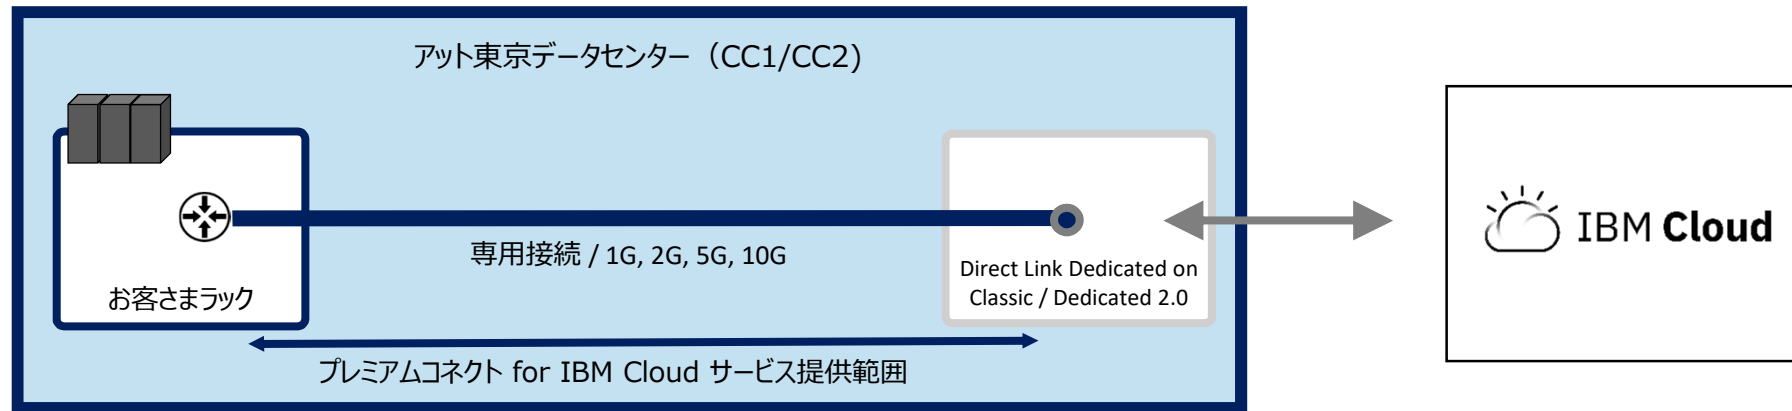 アット東京データセンター（CC1/CC2)
専用接続 / 1G, 2G, 5G, 10G
お客さまラック
Direct Link Dedicated on
Classic / Dedicated 2.0
プレミアムコネクト for IBM Cloud サービス提供範囲
IBM Cloud